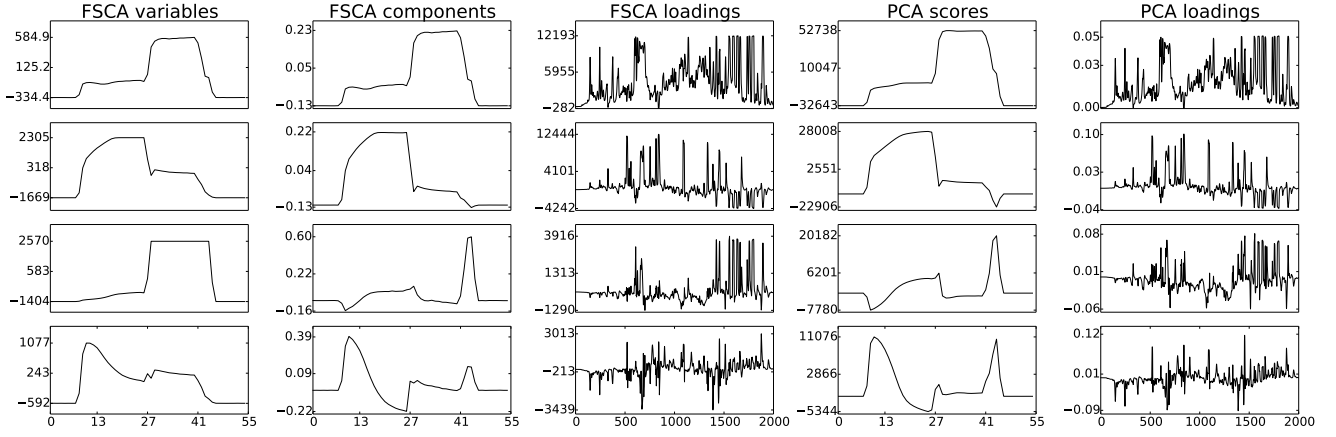 FSCA variables FSCA components FSCA loadings PCA scores PCA loadings
584.9 0.23 12193 52738 0.05
125.2 0.05 5955 10047 0.03
−334.4 −0.13 −282 −32643 0.00
2305 0.22 12444 28008 0.10
318 0.04 4101 2551 0.03
−1669 −0.13 −4242 −22906 −0.04
2570 0.60 3916 20182 0.08
583 0.22 1313 6201 0.01
−1404 −0.16 −1290 −7780 −0.06
1077 0.39 3013 11076 0.12
243 0.09 −213 2866 0.01
−592 −0.22 −3439 −5344 −0.09
0 13 27 41 55 0 13 27 41 55 0 500 1000 1500 2000 0 13 27 41 55 0 500 1000 1500 2000